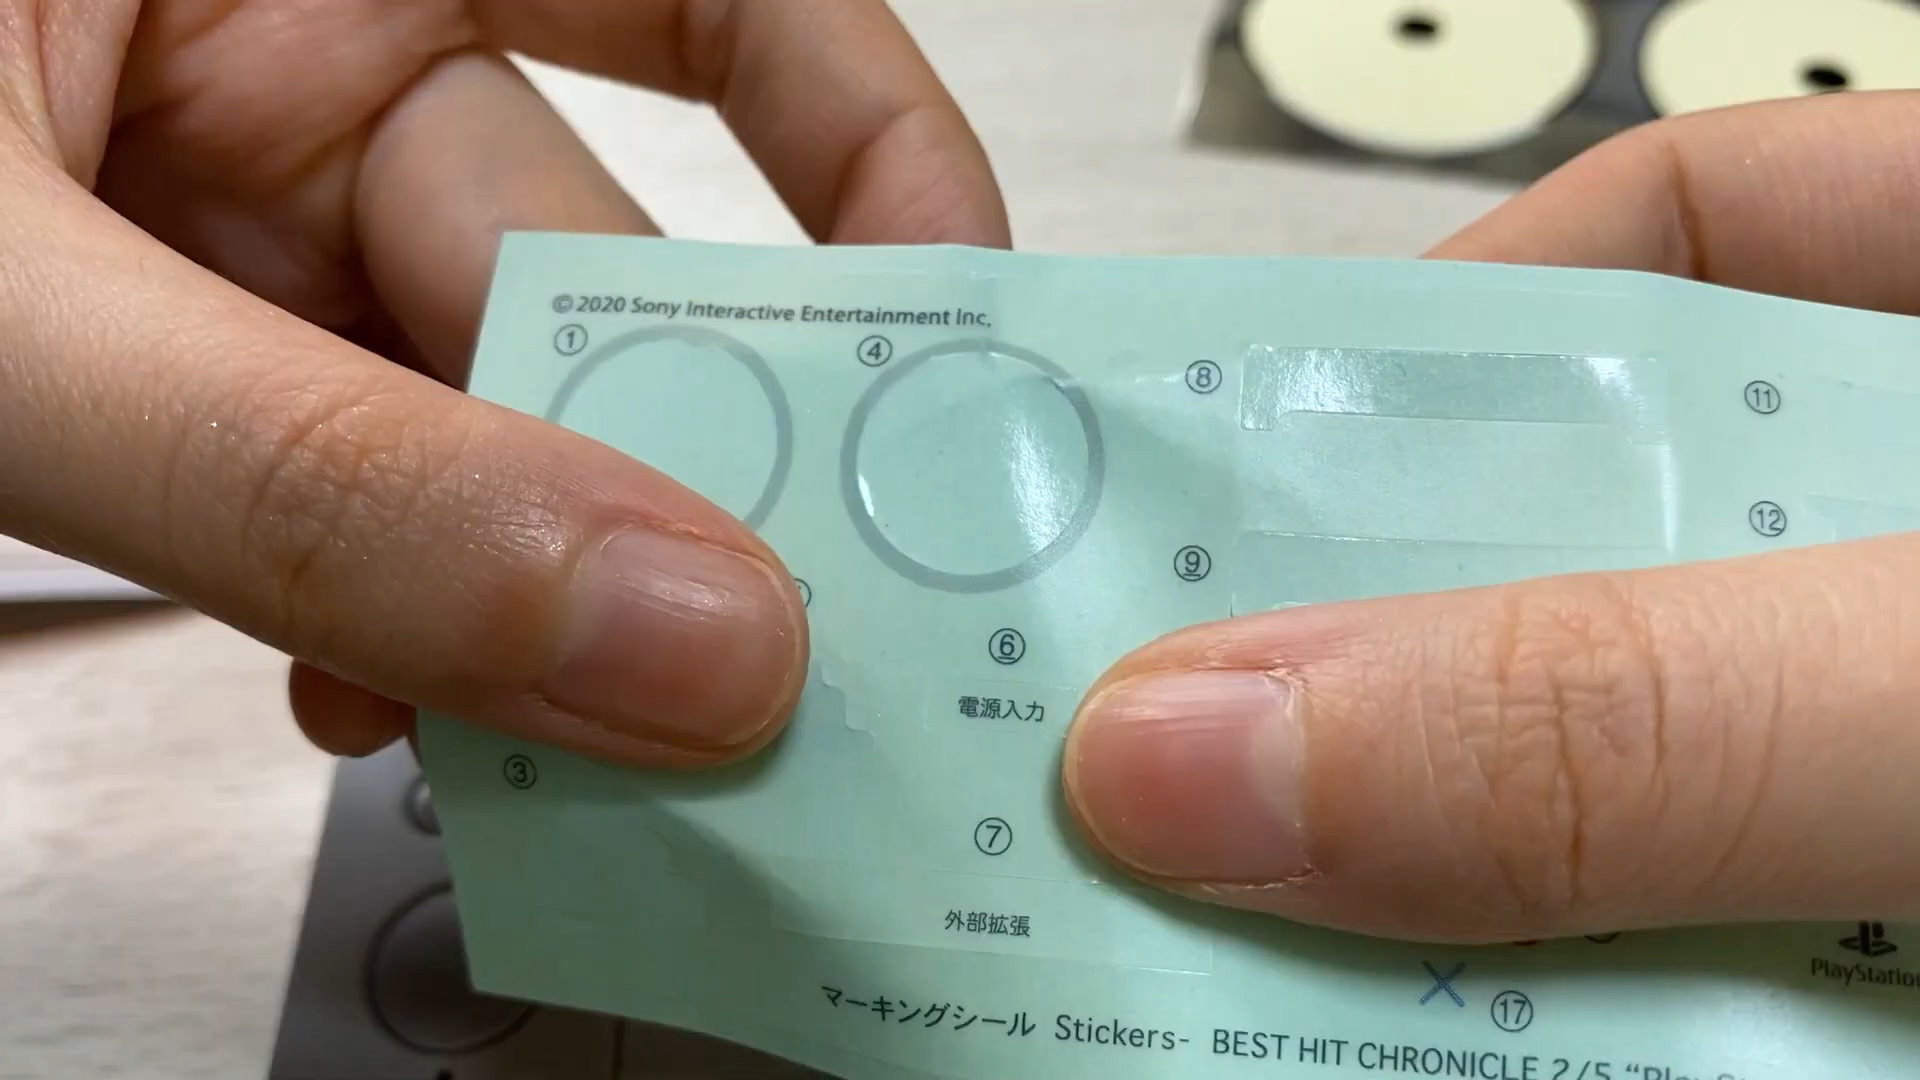 ©2020 Sony Interactive Entertainment Inc.
① ④ ⑧ ⑪
⑨ ⑫
⑥
電源入力
③
⑦
外部拡張
PlayStation
⑰
マーキングシール Stickers- BEST HIT CHRONICLE 2/5